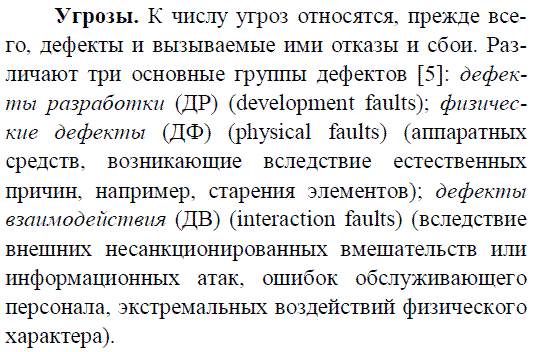 Угрозы. К числу угроз относятся, прежде все-
го, дефекты и вызываемые ими отказы и сбои. Раз-
личают три основные группы дефектов [5]: дефек-
ты разработки (ДР) (development faults); физичес-
кие дефекты (ДФ) (physical faults) (аппаратных
средств, возникающие вследствие естественных
причин, например, старения элементов); дефекты
взаимодействия (ДВ) (interaction faults) (вследствие
внешних несанкционированных вмешательств или
информационных атак, ошибок обслуживающего
персонала, экстремальных воздействий физического
характера).